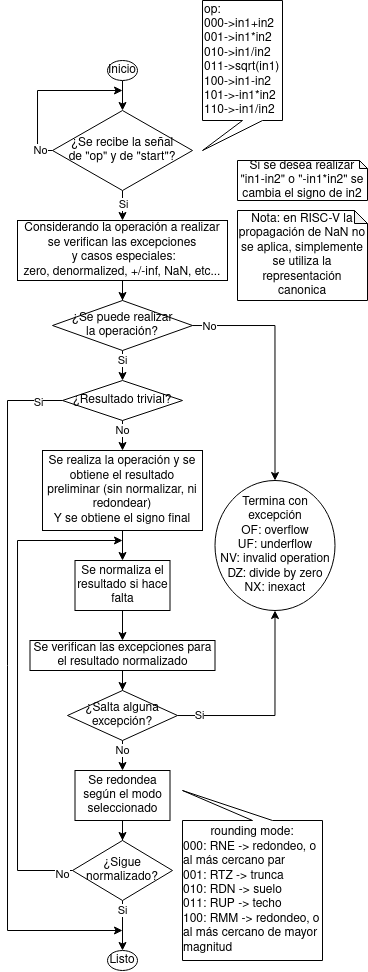 op:
000->in1+in2
001->in1*in2
010->in1/in2
011->sqrt(in1)
100->in1-in2
101->-in1*in2
110->-in1/in2
Inicio
¿Se recibe la señal
de "op" y de "start"?
No
Si
Si se desea realizar
"in1-in2" o "-in1*in2" se
cambia el signo de in2
Considerando la operación a realizar
se verifican las excepciones
y casos especiales:
zero, denormalized, +/-inf, NaN, etc...
Nota: en RISC-V la
propagación de NaN no
se aplica, simplemente
se utiliza la
representación
canonica
¿Se puede realizar
la operación?
No
Si
¿Resultado trivial?
Si
No
Se realiza la operación y se
obtiene el resultado
preliminar (sin normalizar, ni
redondear)
Y se obtiene el signo final
Termina con
excepción
OF: overflow
UF: underflow
NV: invalid operation
DZ: divide by zero
NX: inexact
Se normaliza el
resultado si hace
falta
Se verifican las excepciones para
el resultado normalizado
¿Salta alguna
excepción?
Si
No
Se redondea
según el modo
seleccionado
rounding mode:
000: RNE -> redondeo, o
al más cercano par
001: RTZ -> trunca
010: RDN -> suelo
011: RUP -> techo
100: RMM -> redondeo, o
al más cercano de mayor
magnitud
¿Sigue
normalizado?
No
Si
Listo